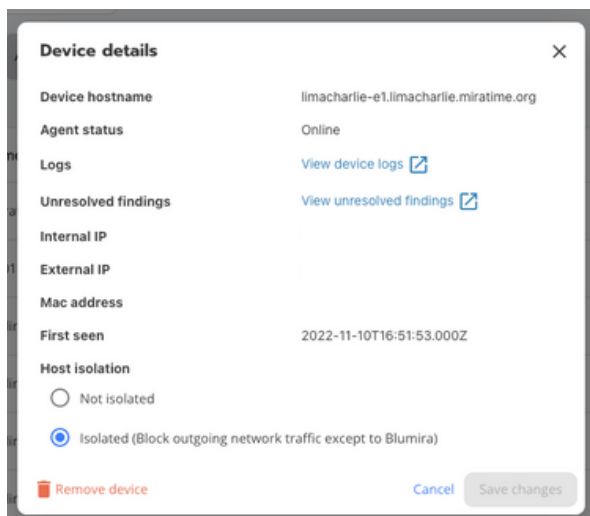 Device details
Device hostname limacharlie-e1.limacharlie.miratime.org
Agent status Online
Logs View device logs
Unresolved findings View unresolved findings
Internal IP
External IP
Mac address
First seen 2022-11-10T16:51:53.000Z
Host isolation
Not isolated
Isolated (Block outgoing network traffic except to Blumira)
Remove device Cancel Save changes